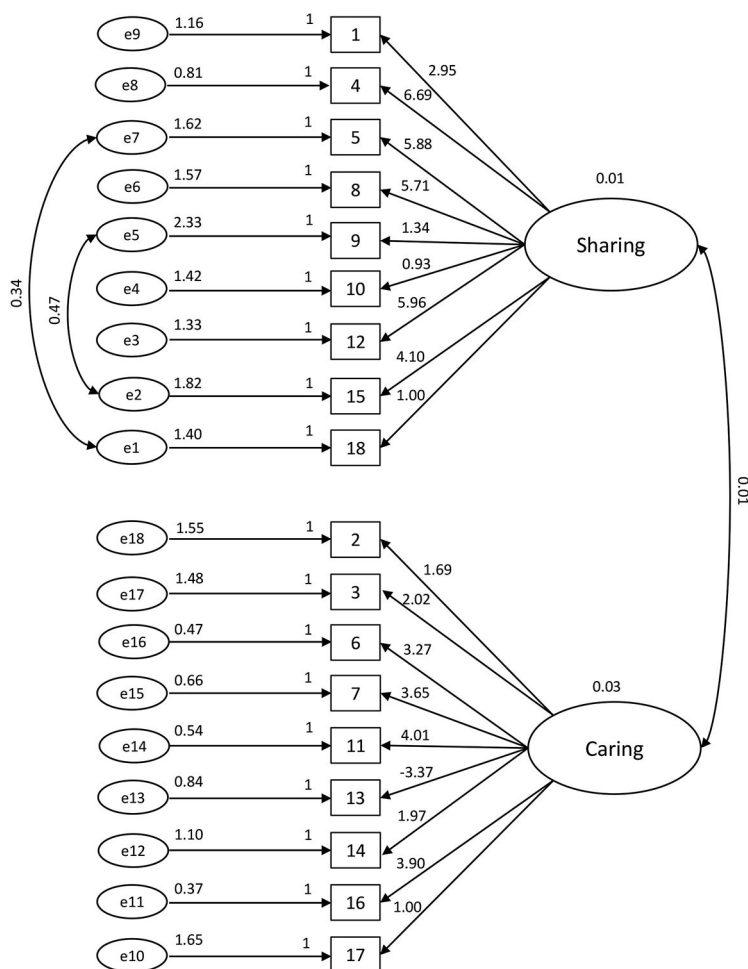 e9 1.16 1 1
2.95
e8 0.81 1 4
6.69
e7 1.62 1 5
5.88
e6 1.57 1 8
5.71
0.01
e5 2.33 1 9
1.34
Sharing
e4 1.42 1 10
0.93
e3 1.33 1 12
5.96
0.34
0.47
e2 1.82 1 15
4.10
e1 1.40 1 18
1.00
0.01
e18 1.55 1 2
1.69
e17 1.48 1 3
2.02
e16 0.47 1 6
3.27
e15 0.66 1 7
3.65
0.03
e14 0.54 1 11
4.01
Caring
e13 0.84 1 13
-3.37
e12 1.10 1 14
1.97
e11 0.37 1 16
3.90
e10 1.65 1 17
1.00